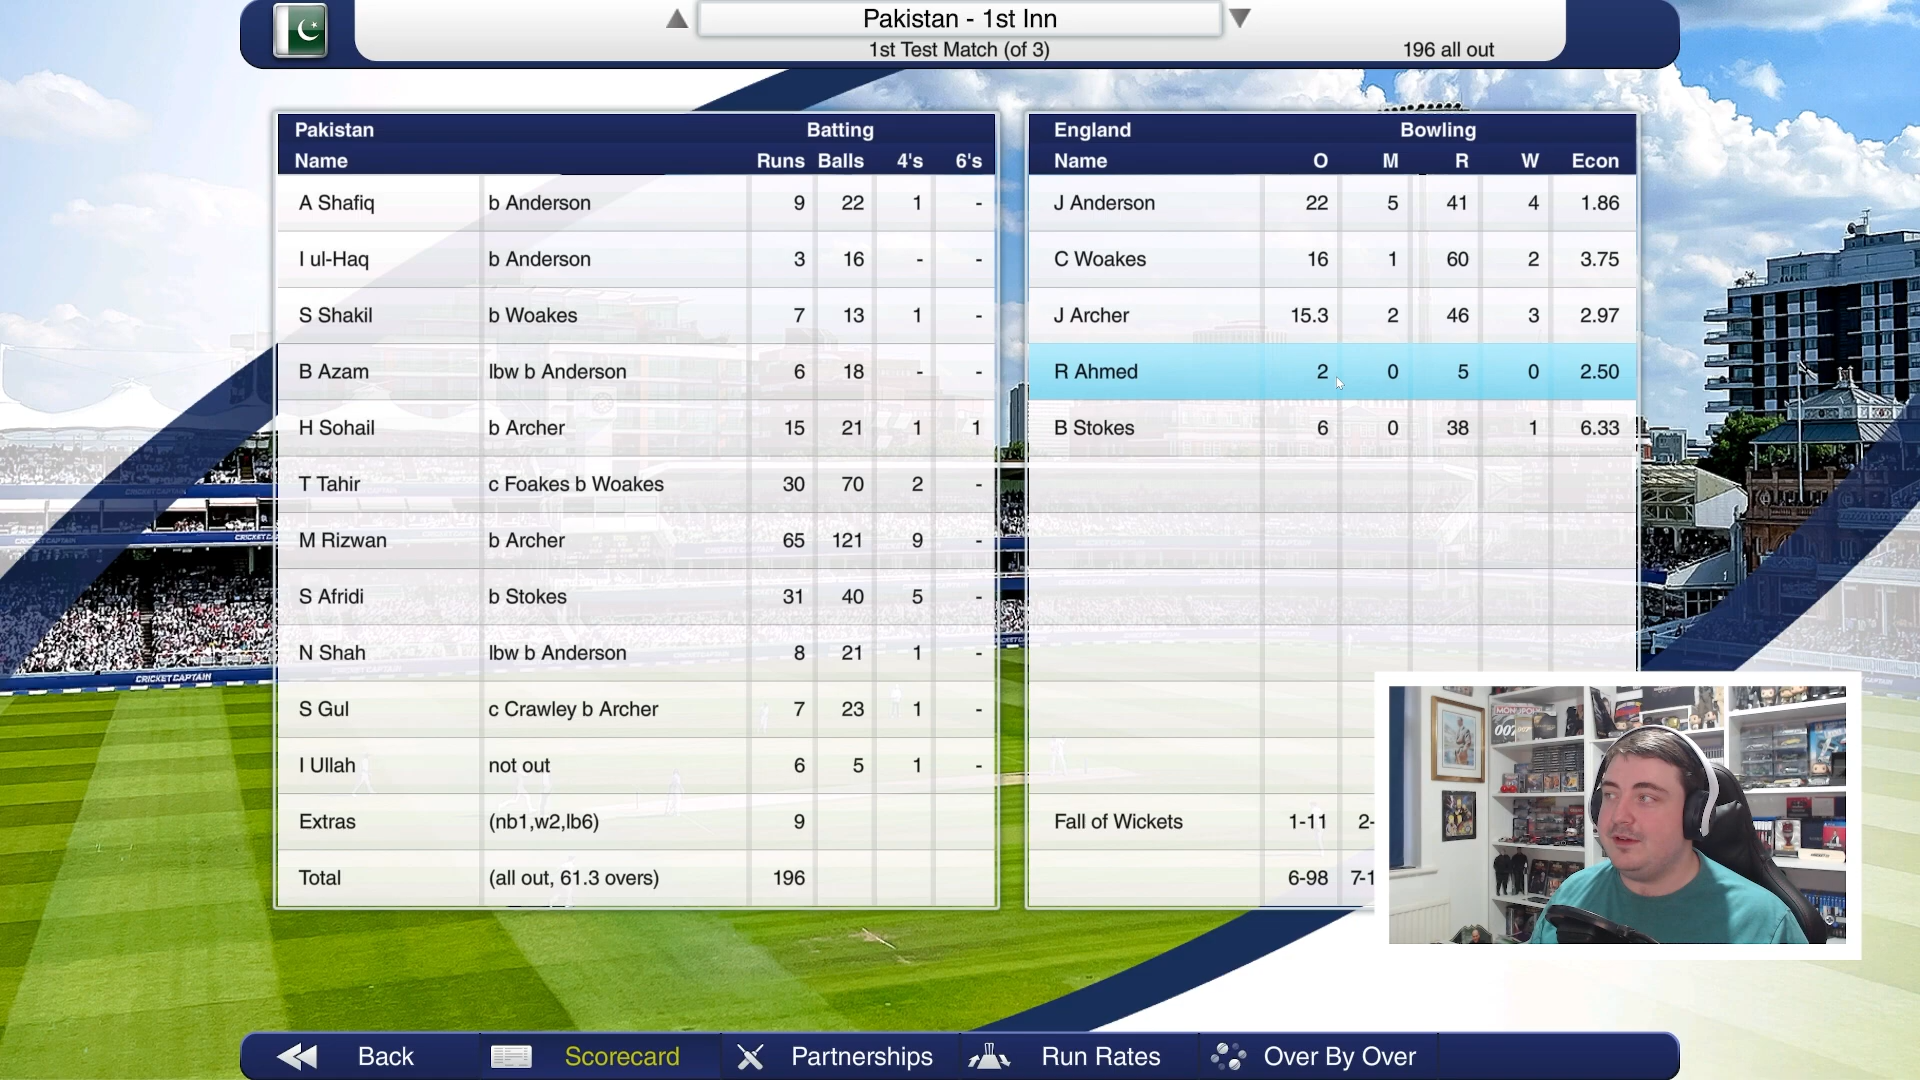 Pakistan - 1st Inn
1st Test Match (of 3)
196 all out
Pakistan Batting
Name Runs Balls 4's 6's
A Shafiq b Anderson 9 22 1 -
I ul-Haq b Anderson 3 16 - -
S Shakil b Woakes 7 13 1 -
B Azam lbw b Anderson 6 18 - -
H Sohail b Archer 15 21 1 1
T Tahir c Foakes b Woakes 30 70 2 -
M Rizwan b Archer 65 121 9 -
S Afridi b Stokes 31 40 5 -
N Shah lbw b Anderson 8 21 1 -
S Gul c Crawley b Archer 7 23 1 -
I Ullah not out 6 5 1 -
Extras (nb1,w2,lb6) 9
Total (all out, 61.3 overs) 196
England Bowling
Name O M R W Econ
J Anderson 22 5 41 4 1.86
C Woakes 16 1 60 2 3.75
J Archer 15.3 2 46 3 2.97
R Ahmed 2 0 5 0 2.50
B Stokes 6 0 38 1 6.33
Fall of Wickets 1-11 2-
6-98 7-1
CRICKET CAPTAIN
MONOPOLY
007
Back Scorecard Partnerships Run Rates Over By Over